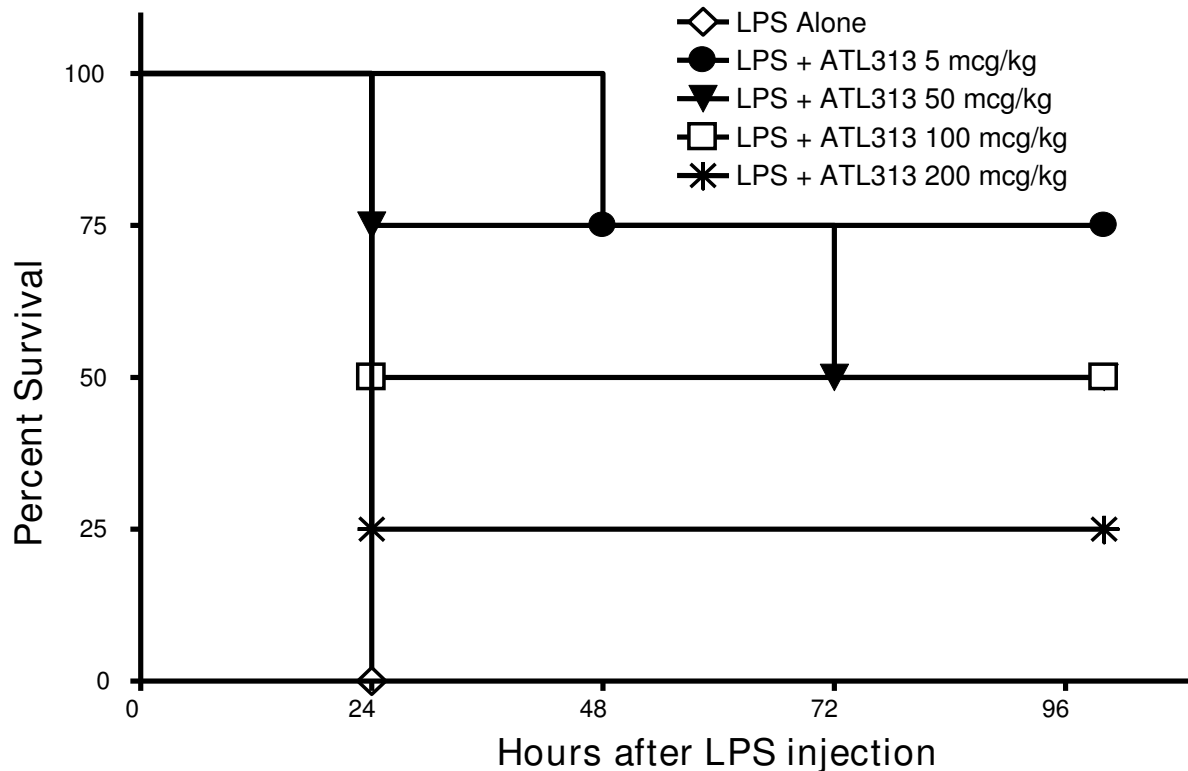 LPS Alone
LPS + ATL313 5 mcg/kg
LPS + ATL313 50 mcg/kg
LPS + ATL313 100 mcg/kg
LPS + ATL313 200 mcg/kg
100
75
50
25
0
Percent Survival
0 24 48 72 96
Hours after LPS injection